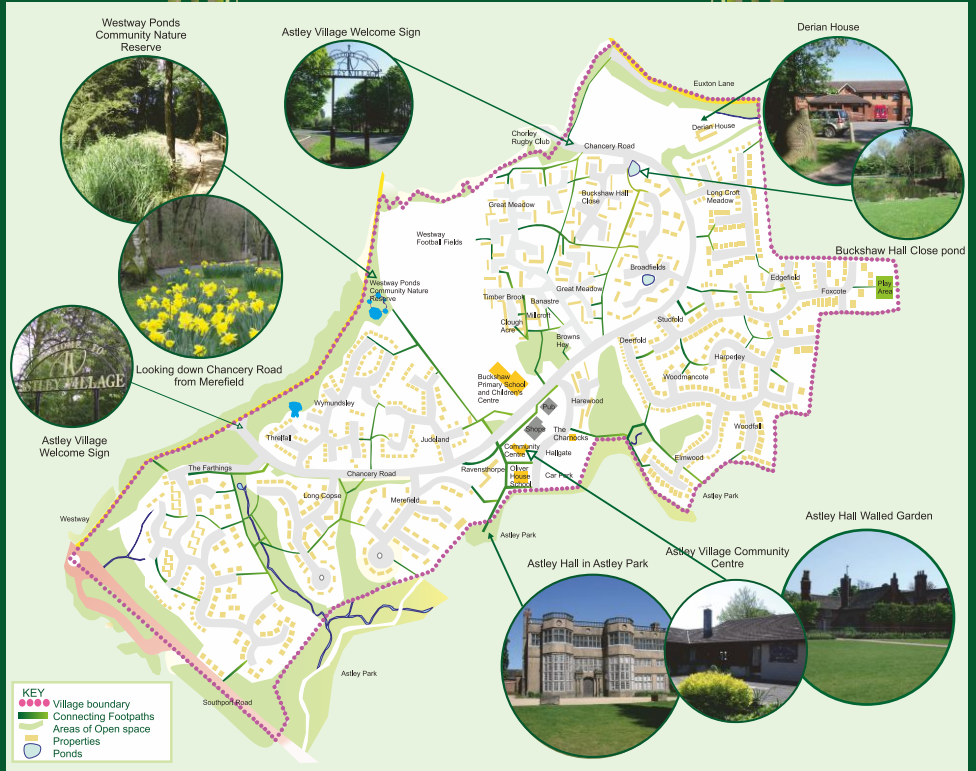 Westway Ponds
Community Nature
Reserve
Astley Village Welcome Sign
Derian House
Euxton Lane
Derian House
Chorley
Rugby Club
Chancery Road
Buckshaw Hall
Close
Long Croft
Meadow
Great Meadow
Westway
Football Fields
Buckshaw Hall Close pond
Broadfields
Edgefield
Foxcote
Play
Area
Westway Ponds
Community Nature
Reserve
Great Meadow
Timber Brook
Banastre
Millcroft
Clough
Acre
Studfold
Browns
Hey
Deerfold
Harperley
Woodmancote
Looking down Chancery Road
from Merefield
ASTLEY VILLAGE
Buckshaw
Primary School
and Children's
Centre
Harewood
Pub
Shops
The
Charnocks
Woodfall
Wymundsley
Threlfall
Judeland
Astley Village
Welcome Sign
Community
Centre
Hallgate
Elmwood
The Farthings
Chancery Road
Ravensthorpe
Oliver
House
School
Car Park
Long Copse
Merefield
Astley Park
Westway
Astley Park
Astley Hall Walled Garden
Astley Hall in Astley Park
Astley Village Community
Centre
Astley Park
Southport Road
KEY
Village boundary
Connecting Footpaths
Areas of Open space
Properties
Ponds